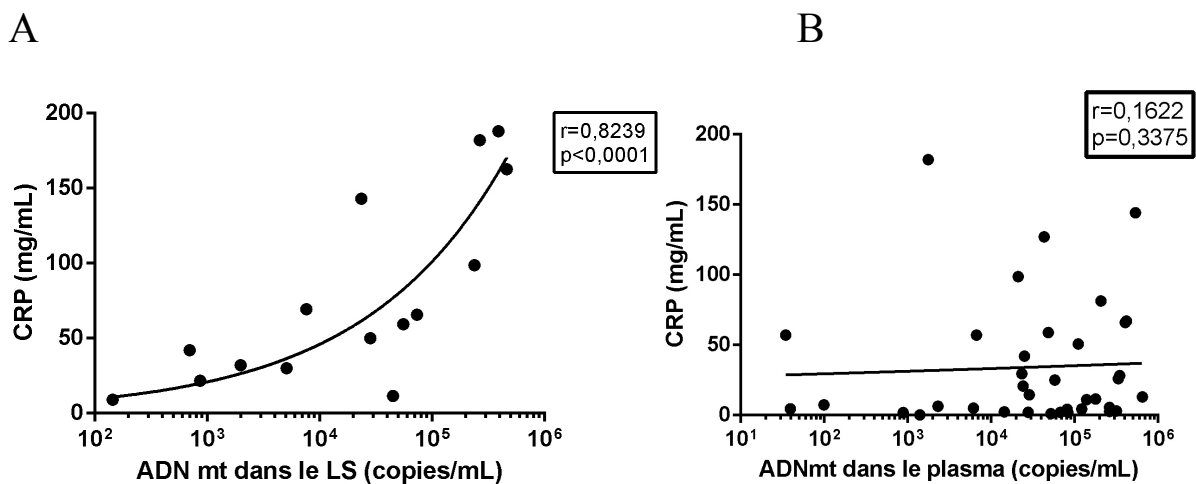 A
B
200
150
100
50
0
CRP (mg/mL)
10²
10³
10⁴
10⁵
10⁶
ADN mt dans le LS (copies/mL)
r=0,8239
p<0,0001
200
150
100
50
0
CRP (mg/mL)
10¹
10²
10³
10⁴
10⁵
10⁶
ADNmt dans le plasma (copies/mL)
r=0,1622
p=0,3375